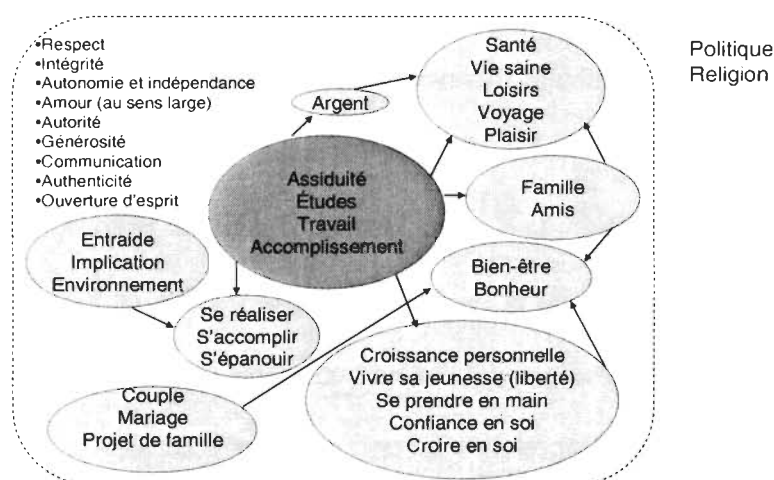 •Respect
•Intégrité
•Autonomie et indépendance
•Amour (au sens large)
•Autorité
•Générosité
•Communication
•Authenticité
•Ouverture d'esprit
Argent
Santé
Vie saine
Loisirs
Voyage
Plaisir
Politique
Religion
Assiduité
Études
Travail
Accomplissement
Famille
Amis
Entraide
Implication
Environnement
Bien-être
Bonheur
Se réaliser
S'accomplir
S'épanouir
Couple
Mariage
Projet de famille
Croissance personnelle
Vivre sa jeunesse (liberté)
Se prendre en main
Confiance en soi
Croire en soi